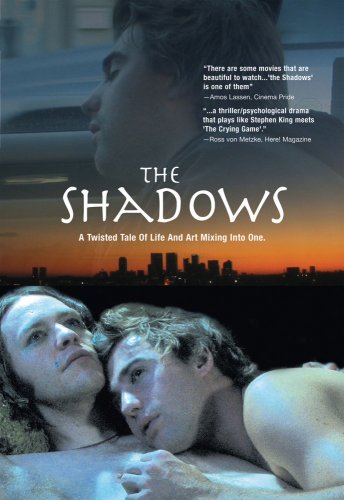 "There are some movies that are
beautiful to watch...'the Shadows'
is one of them"
—Amos Lassen, Cinema Pride
"...a thriller/psychological drama
that plays like Stephen King meets
'The Crying Game'."
—Ross von Metzke, Here! Magazine
THE
SHADOWS
A Twisted Tale Of Life And Art Mixing Into One.